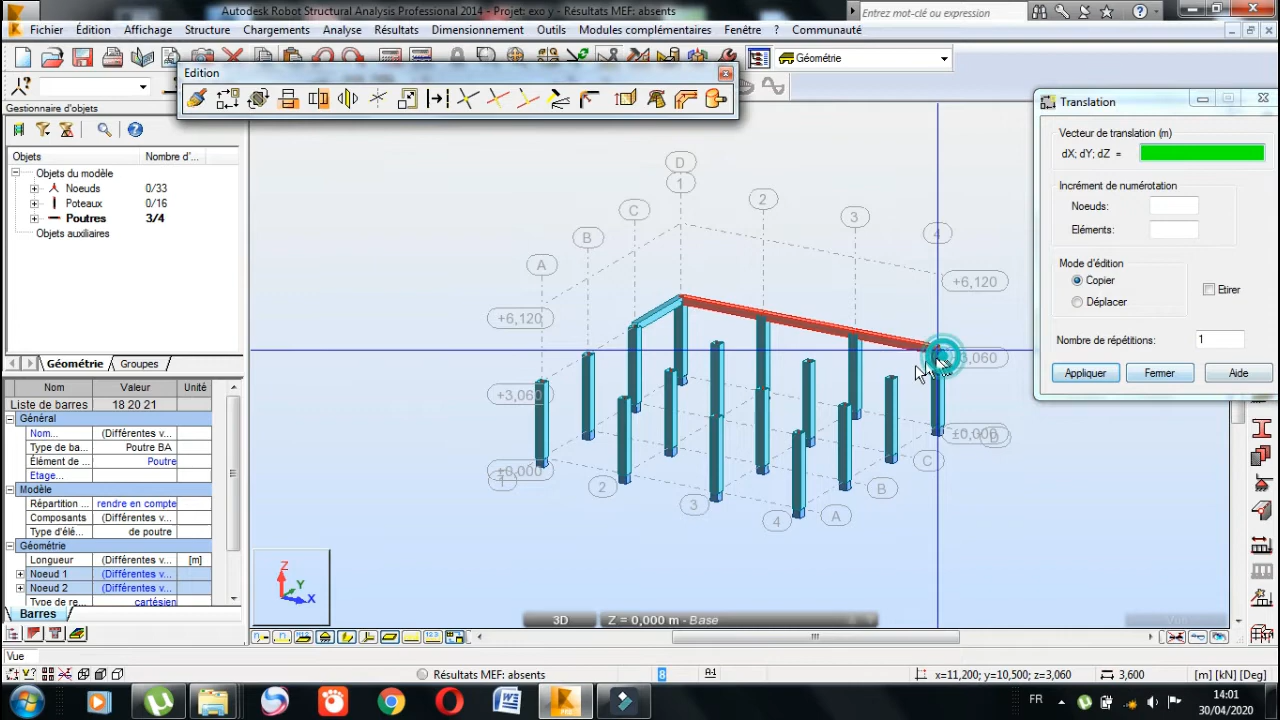 Autodesk Robot Structural Analysis Professional 2014 - Projet: exo y - Résultats MEF: absents
Entrez mot-clé ou expression
Fichier Édition Affichage Structure Chargements Analyse Résultats Dimensionnement Outils Modules complémentaires Fenêtre ? Communauté
Edition
Géométrie
Gestionnaire d'objets
Objets Nombre d'...
Objets du modèle
Noeuds 0/33
Poteaux 0/16
Poutres 3/4
Objets auxiliaires
Géométrie Groupes
Nom Valeur Unité
Liste de barres 18 20 21
Général
Nom... (Différentes v...
Type de ba... Poutre BA
Élément de ... Poutre
Etage...
Modèle
Répartition ... rendre en compte
Composants (Différentes v...
Type d'élé... de poutre
Géométrie
Longueur (Différentes v... [m]
Noeud 1 (Différentes v...
Noeud 2 (Différentes v...
Type de re... cartésien
Barres
D
1
2
C
3
B
4
A
+6,120
+6,120
+3,060
3,060
±0,000
±0,000
D
1
2
3
4
A
B
C
Z
Y
X
3D Z = 0,000 m - Base
Vue
Translation
Vecteur de translation (m)
dX; dY; dZ =
Incrément de numérotation
Noeuds:
Eléments:
Mode d'édition
Copier
Etirer
Déplacer
Nombre de répétitions: 1
Appliquer Fermer Aide
Vue
Résultats MEF: absents 8 x=11,200; y=10,500; z=3,060 3,600 [m] [kN] [Deg]
FR 14:01
30/04/2020